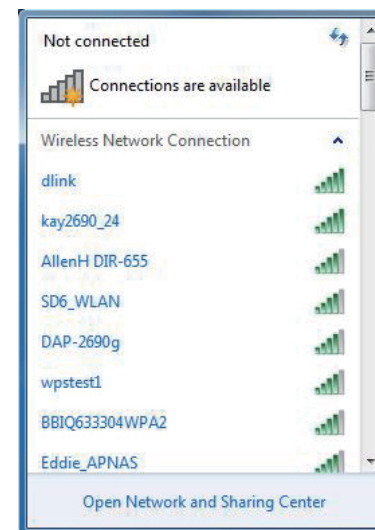 Not connected
Connections are available
Wireless Network Connection
dlink
kay2690_24
AllenH DIR-655
SD6_WLAN
DAP-2690g
wpstest1
BBIQ633304WPA2
Eddie_APNAS
Open Network and Sharing Center